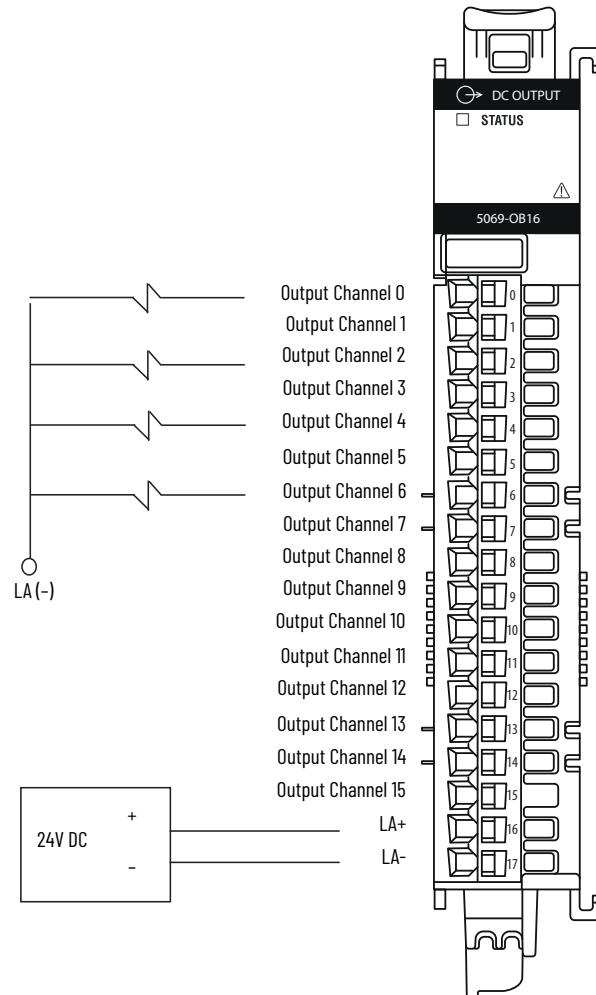 DC OUTPUT
STATUS
5069-OB16
Output Channel 0 0
Output Channel 1 1
Output Channel 2 2
Output Channel 3 3
Output Channel 4 4
Output Channel 5 5
Output Channel 6 6
Output Channel 7 7
Output Channel 8 8
LA (-)
Output Channel 9 9
Output Channel 10 10
Output Channel 11 11
Output Channel 12 12
Output Channel 13 13
Output Channel 14 14
Output Channel 15 15
+
24V DC
-
LA+ 16
LA- 17